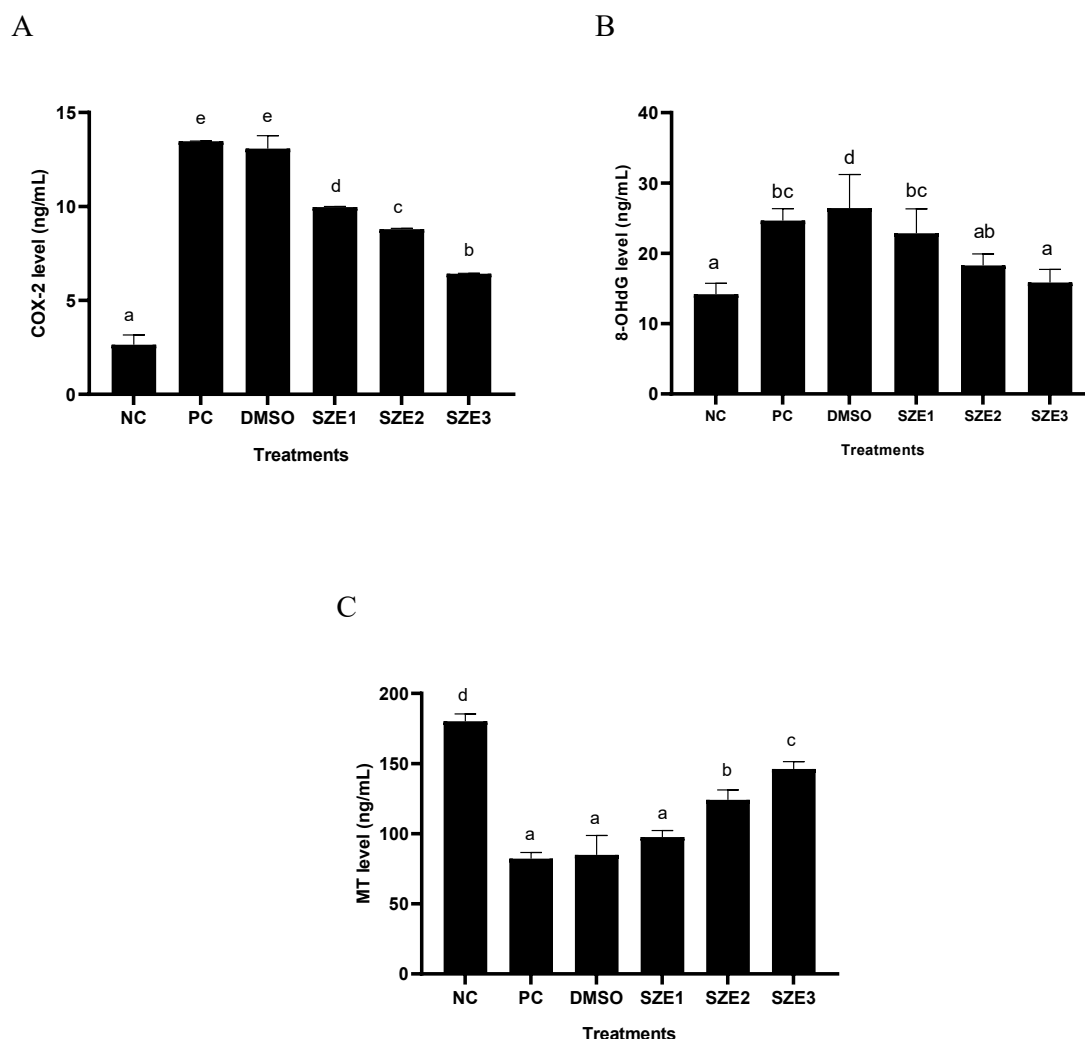 A
B
COX-2 level (ng/mL)
15
10
5
0
a
e
e
d
c
b
NC PC DMSO SZE1 SZE2 SZE3
Treatments
8-OHdG level (ng/mL)
40
30
20
10
0
a
bc
d
bc
ab
a
NC PC DMSO SZE1 SZE2 SZE3
Treatments
C
MT level (ng/mL)
200
150
100
50
0
d
a
a
a
b
c
NC PC DMSO SZE1 SZE2 SZE3
Treatments